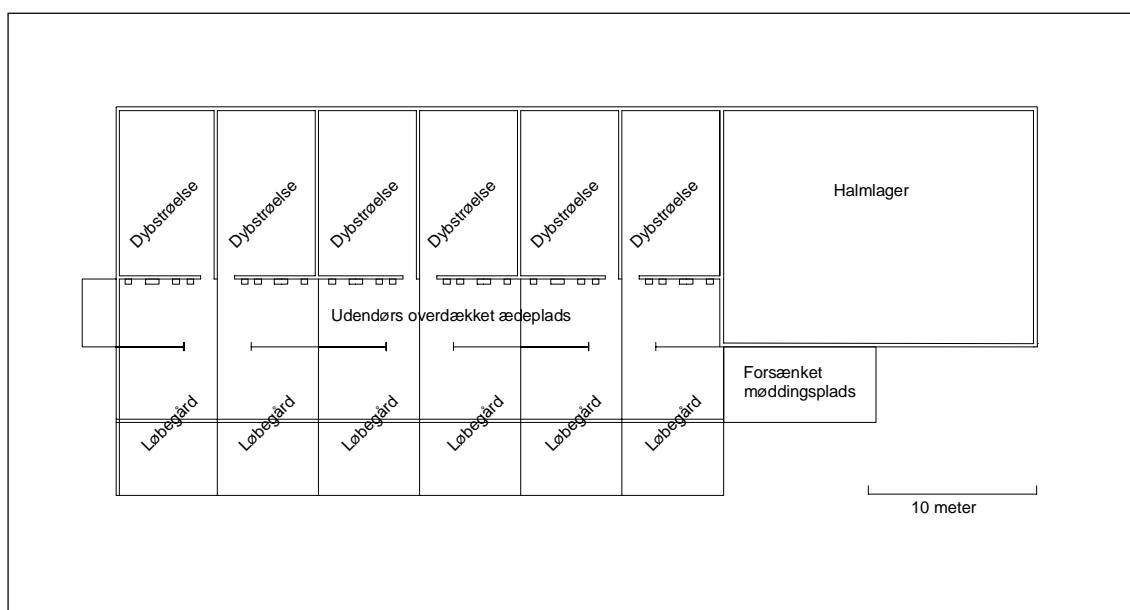 Dybstrøelse
Dybstrøelse
Dybstrøelse
Dybstrøelse
Dybstrøelse
Dybstrøelse
Halmlager
Udendørs overdækket ædeplads
Løbegård
Løbegård
Løbegård
Løbegård
Løbegård
Løbegård
Forsænket
møddingsplads
10 meter